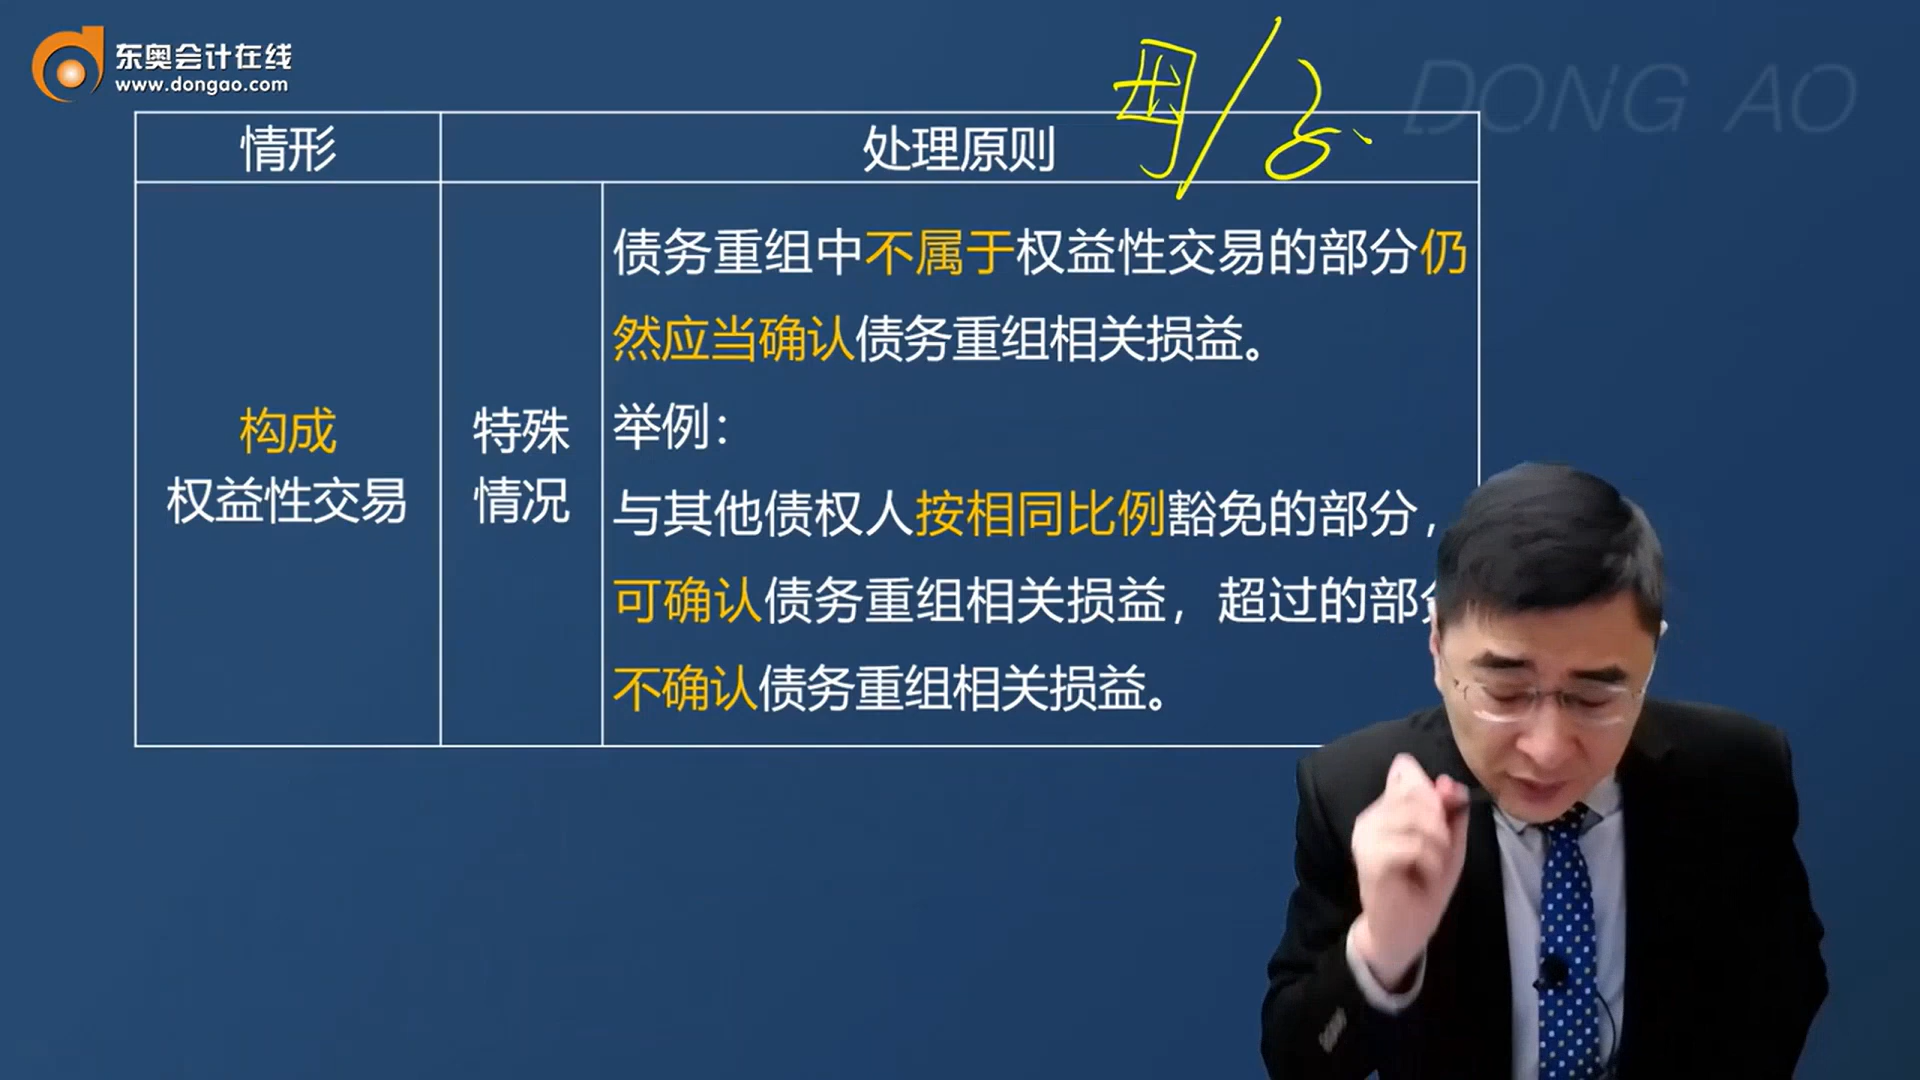 东奥会计在线
www.dongao.com
DONG AO
母/子
情形
处理原则
构成
权益性交易
特殊
情况
债务重组中不属于权益性交易的部分仍
然应当确认债务重组相关损益。
举例：
与其他债权人按相同比例豁免的部分，
可确认债务重组相关损益，超过的部分
不确认债务重组相关损益。